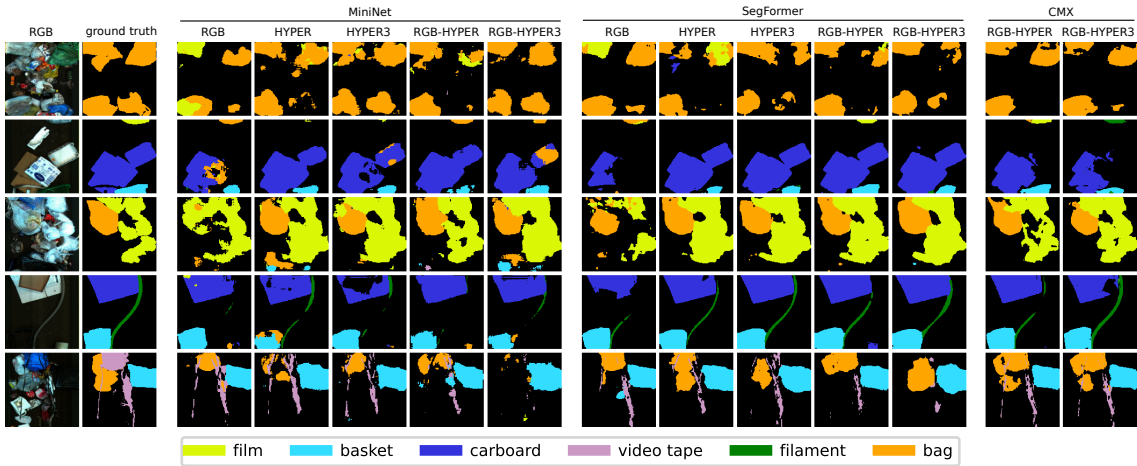 MiniNet SegFormer CMX
RGB ground truth RGB HYPER HYPER3 RGB-HYPER RGB-HYPER3 RGB HYPER HYPER3 RGB-HYPER RGB-HYPER3 RGB-HYPER RGB-HYPER3
film basket carboard video tape filament bag